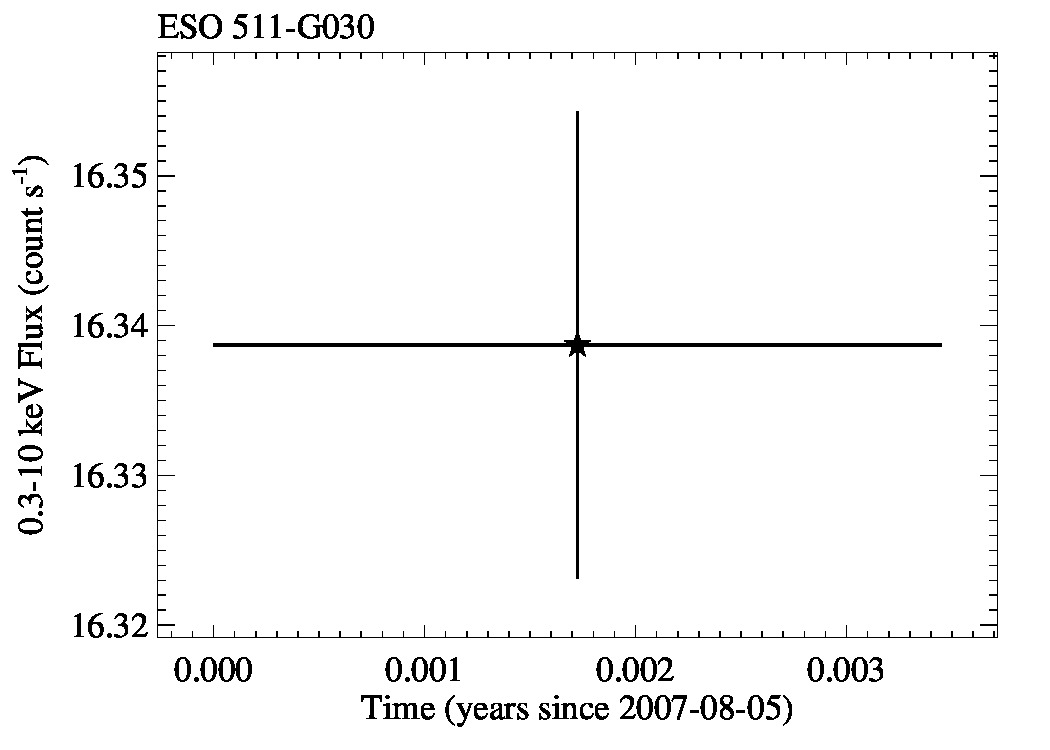 ESO 511-G030
0.3-10 keV Flux (count s⁻¹)
16.35
16.34
16.33
16.32
0.000 0.001 0.002 0.003
Time (years since 2007-08-05)